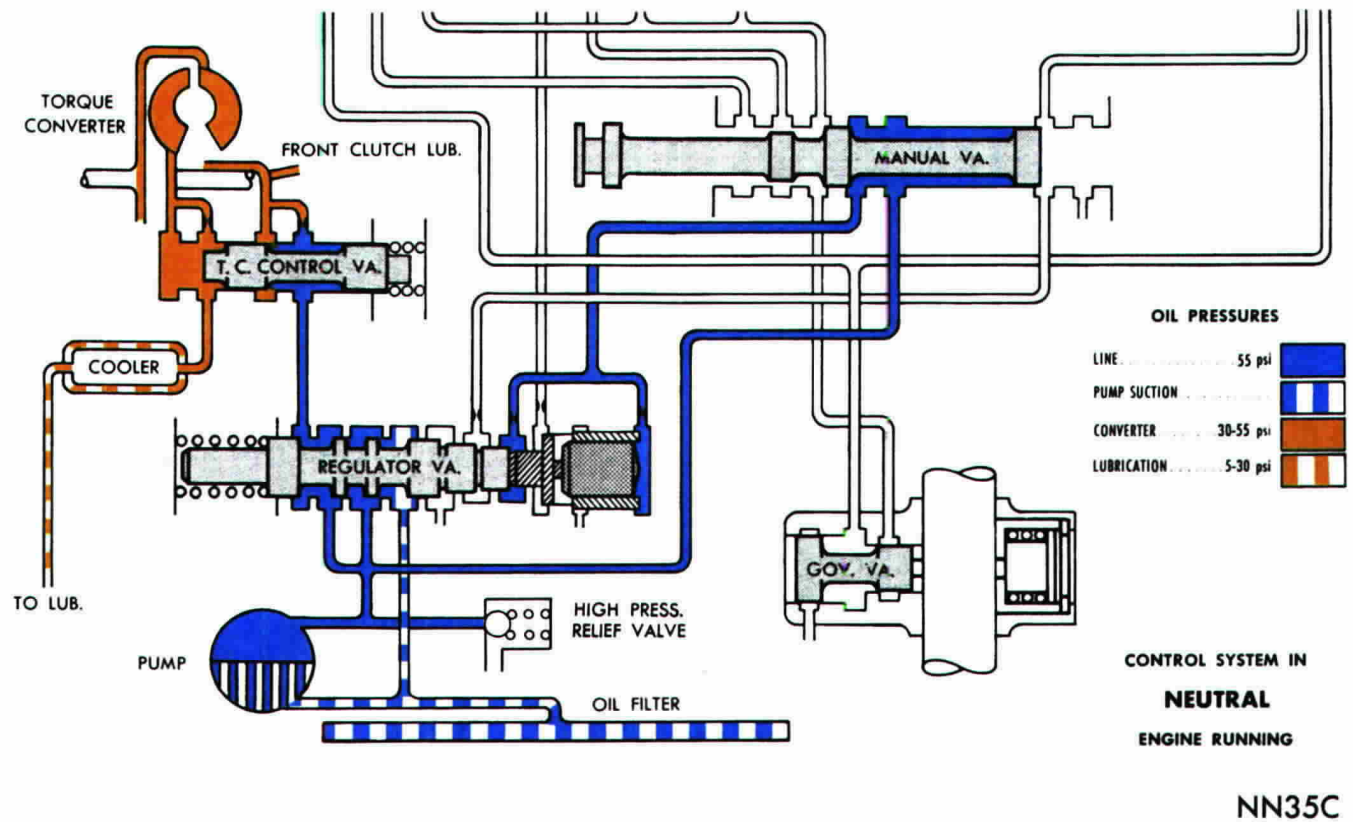 TORQUE
CONVERTER
FRONT CLUTCH LUB.
MANUAL VA.
T. C. CONTROL VA.
OIL PRESSURES
LINE .............. 55 psi
PUMP SUCTION ..........
CONVERTER 30-55 psi
LUBRICATION ........ 5-30 psi
COOLER
REGULATOR VA.
GOV. VA.
TO LUB.
HIGH PRESS.
RELIEF VALVE
PUMP
OIL FILTER
CONTROL SYSTEM IN
NEUTRAL
ENGINE RUNNING
NN35C